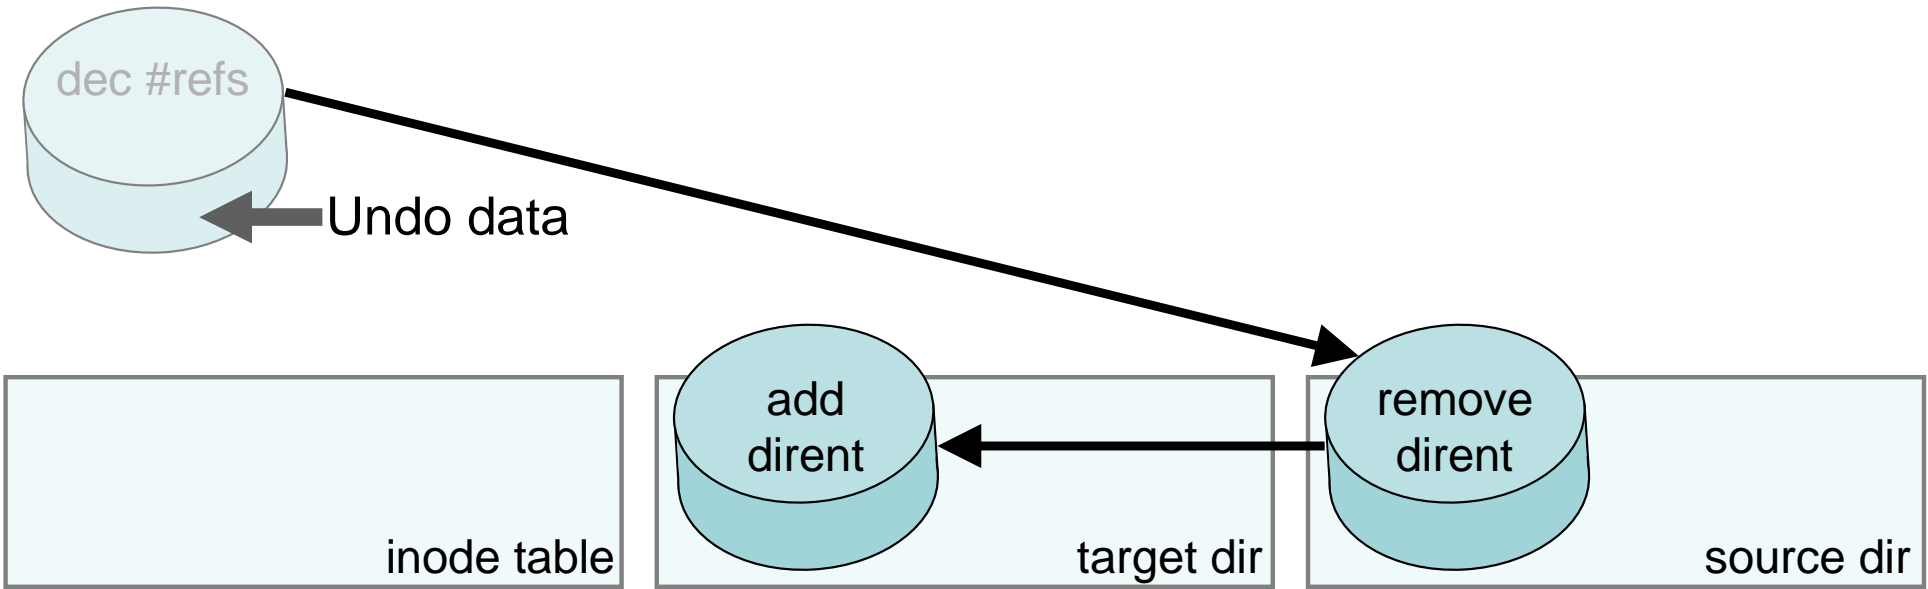 dec #refs
Undo data
add
dirent
remove
dirent
inode table
target dir
source dir